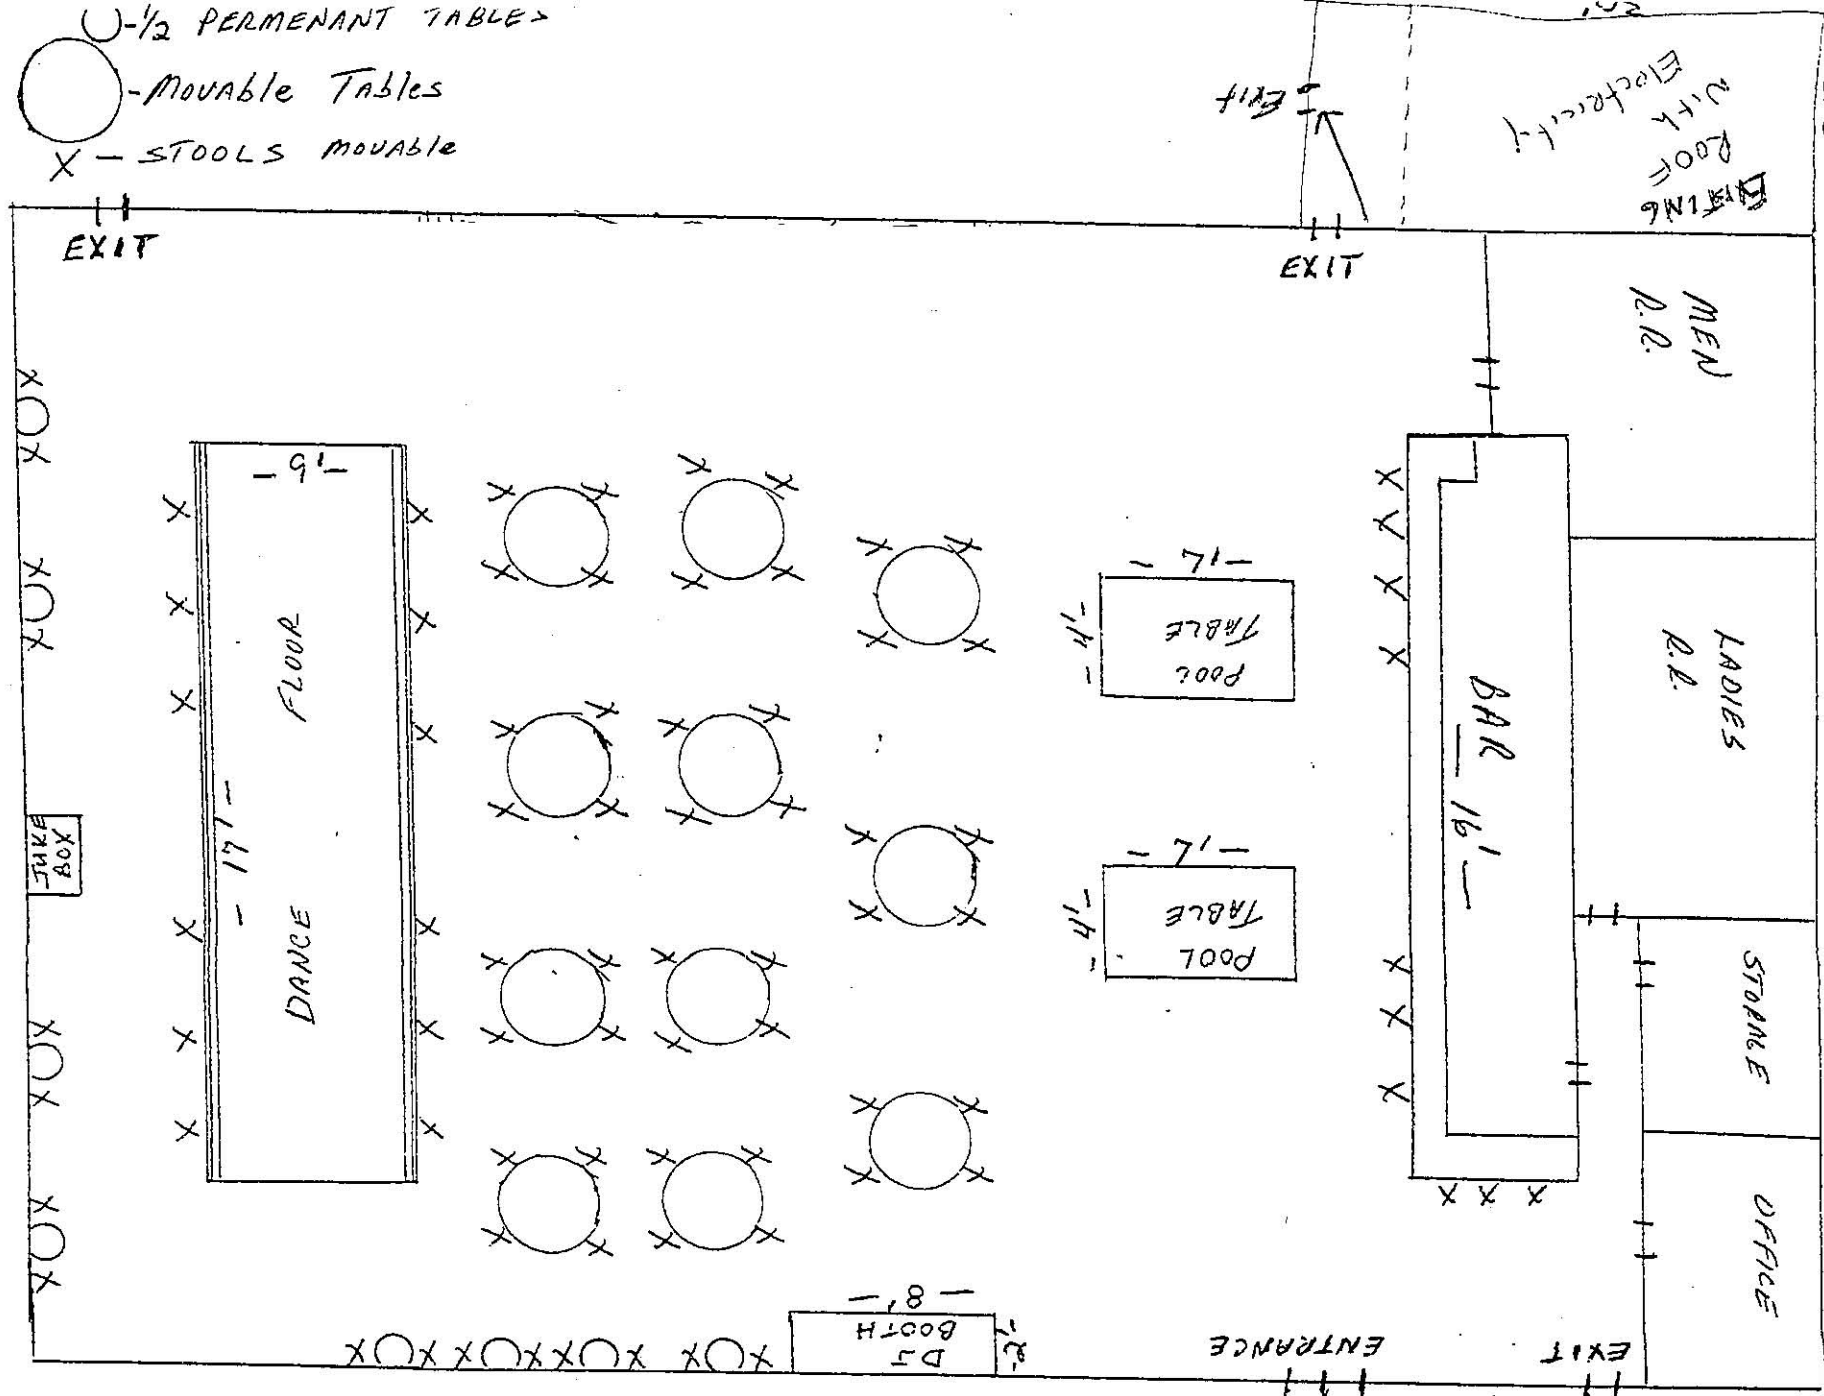 U-1/2 PERMENANT TABLES
-Movable Tables
X - STOOLS movable
EXIT
Exit
EXISTING
ROOF
with
Electricity
EXIT
MEN
R.R.
- 9' -
DANCE FLOOR
- 17' -
JUKE
BOX
- 7' -
- 4' -
POOL
TABLE
- 7' -
- 4' -
POOL
TABLE
BAR
- 16' -
LADIES
R.R.
STORAGE
OFFICE
- 8' -
DJ
BOOTH
- 2' -
ENTRANCE
EXIT